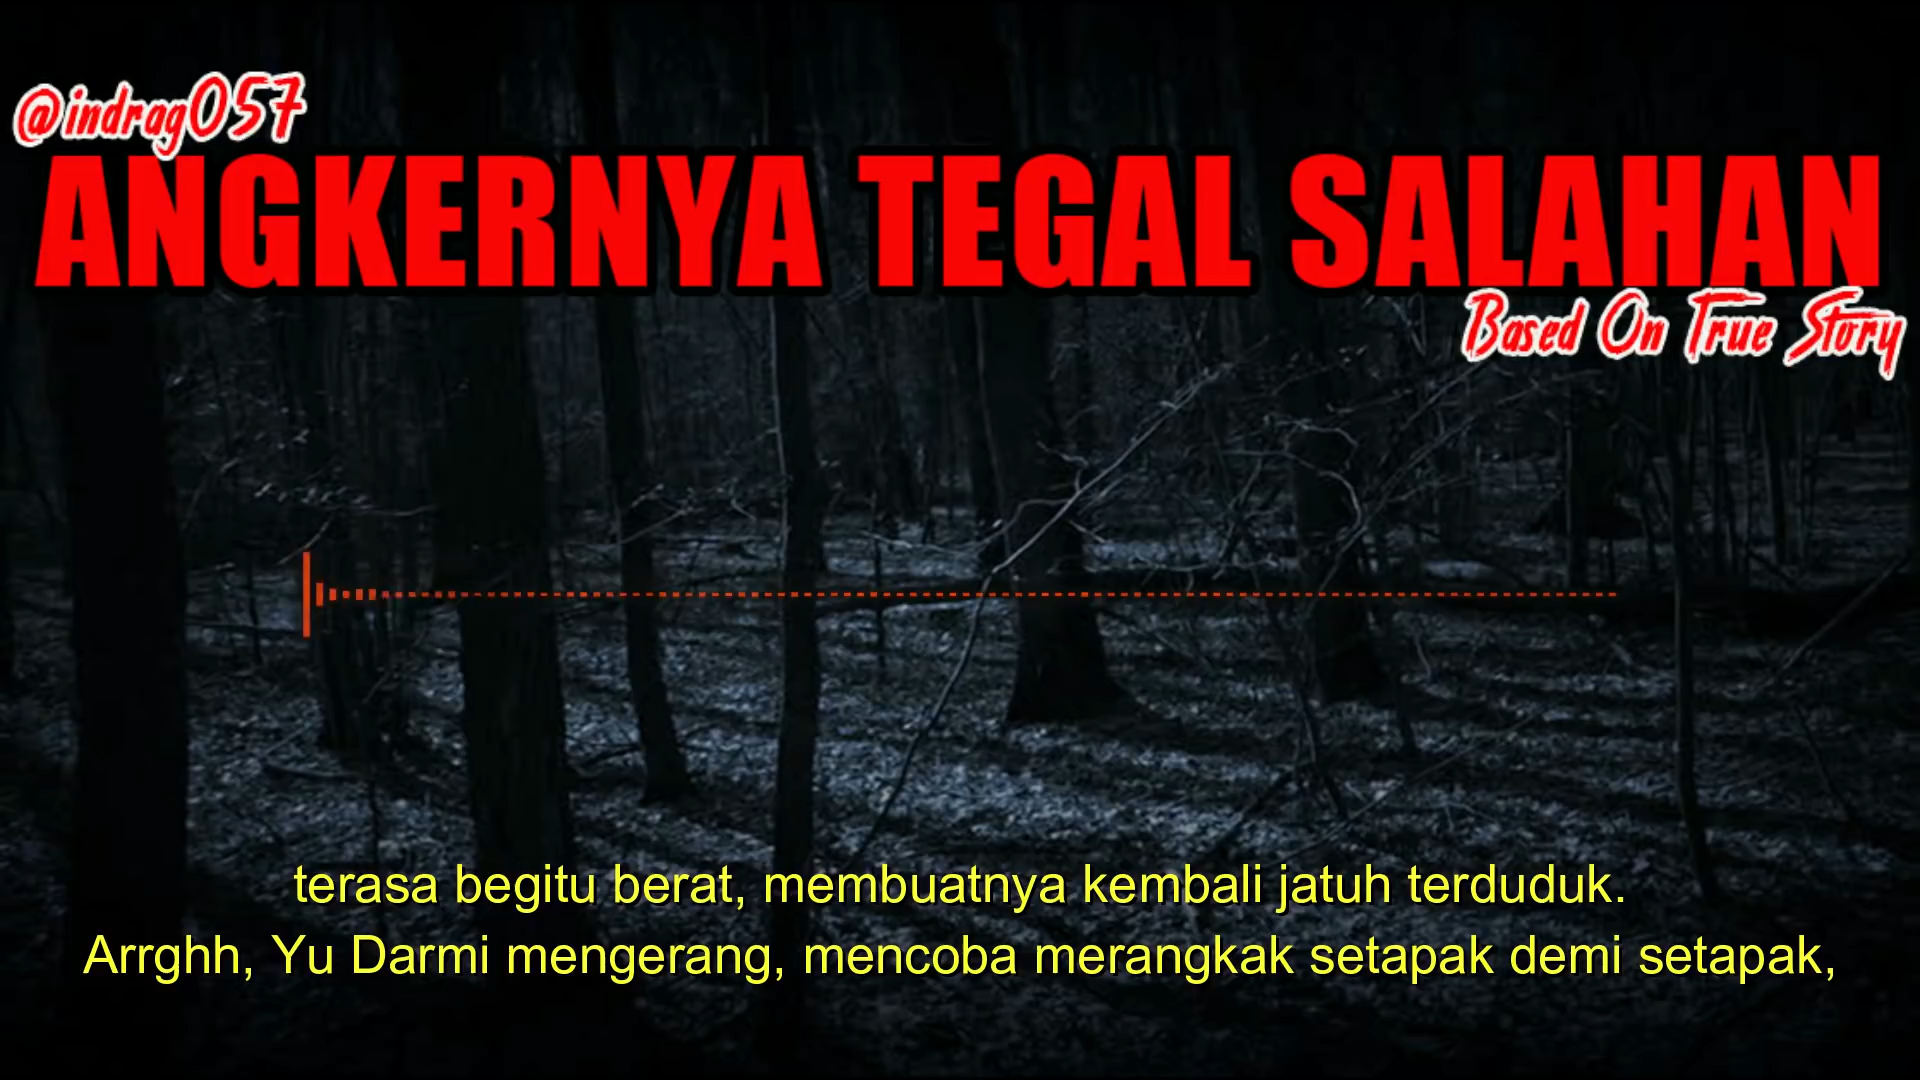 @indrag057
ANGKERNYA TEGAL SALAHAN
Based On True Story
terasa begitu berat, membuatnya kembali jatuh terduduk.
Arrghh, Yu Darmi mengerang, mencoba merangkak setapak demi setapak,